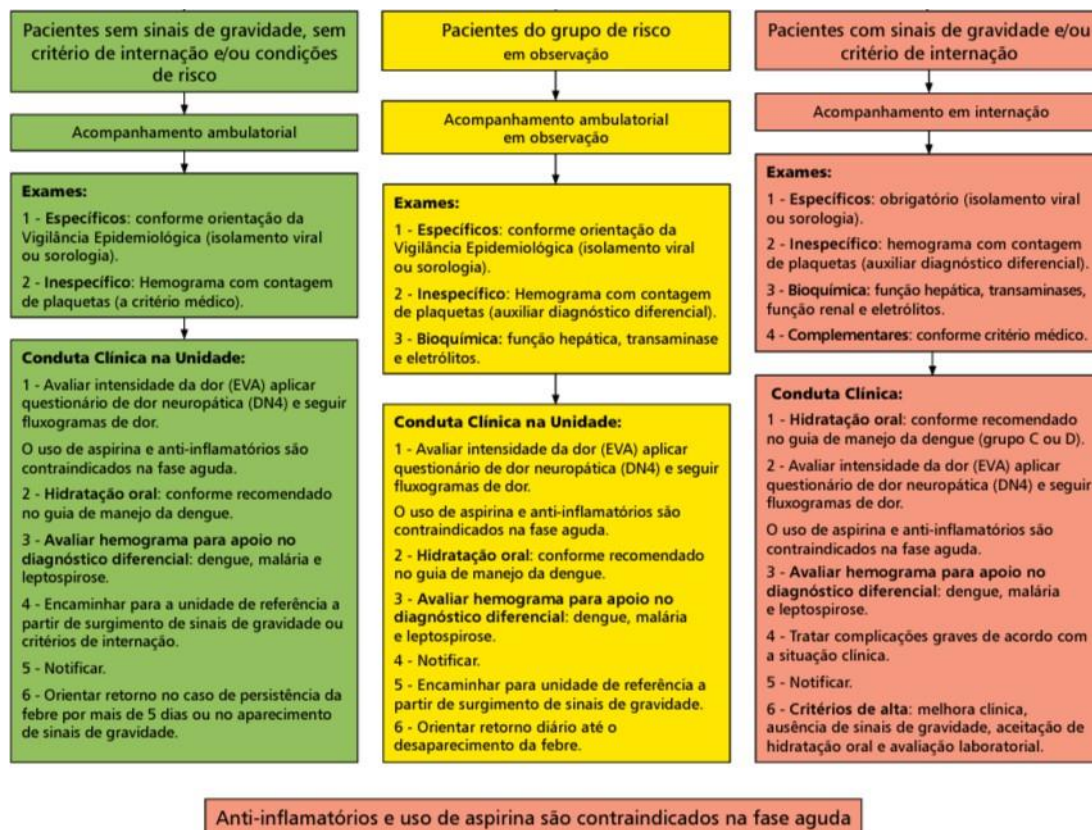 Pacientes sem sinais de gravidade, sem
critério de internação e/ou condições
de risco
Acompanhamento ambulatorial
Exames:
1 - Específicos: conforme orientação da
Vigilância Epidemiológica (isolamento viral
ou sorologia).
2 - Inespecífico: Hemograma com contagem
de plaquetas (a critério médico).
Conduta Clínica na Unidade:
1 - Avaliar intensidade da dor (EVA) aplicar
questionário de dor neuropática (DN4) e seguir
fluxogramas de dor.
O uso de aspirina e anti-inflamatórios são
contraindicados na fase aguda.
2 - Hidratação oral: conforme recomendado
no guia de manejo da dengue.
3 - Avaliar hemograma para apoio no
diagnóstico diferencial: dengue, malária e
leptospirose.
4 - Encaminhar para a unidade de referência a
partir de surgimento de sinais de gravidade ou
critérios de internação.
5 - Notificar.
6 - Orientar retorno no caso de persistência da
febre por mais de 5 dias ou no aparecimento
de sinais de gravidade.
Pacientes do grupo de risco
em observação
Acompanhamento ambulatorial
em observação
Exames:
1 - Específicos: conforme orientação da
Vigilância Epidemiológica (isolamento viral
ou sorologia).
2 - Inespecífico: Hemograma com contagem
de plaquetas (auxiliar diagnóstico diferencial).
3 - Bioquímica: função hepática, transaminase
e eletrólitos.
Conduta Clínica na Unidade:
1 - Avaliar intensidade da dor (EVA) aplicar
questionário de dor neuropática (DN4) e seguir
fluxogramas de dor.
O uso de aspirina e anti-inflamatórios são
contraindicados na fase aguda.
2 - Hidratação oral: conforme recomendado
no guia de manejo da dengue.
3 - Avaliar hemograma para apoio no
diagnóstico diferencial: dengue, malária
e leptospirose.
4 - Notificar.
5 - Encaminhar para unidade de referência a
partir de surgimento de sinais de gravidade.
6 - Orientar retorno diário até o
desaparecimento da febre.
Pacientes com sinais de gravidade e/ou
critério de internação
Acompanhamento em internação
Exames:
1 - Específicos: obrigatório (isolamento viral
ou sorologia).
2 - Inespecífico: hemograma com contagem
de plaquetas (auxiliar diagnóstico diferencial).
3 - Bioquímica: função hepática, transaminases,
função renal e eletrólitos.
4 - Complementares: conforme critério médico.
Conduta Clínica:
1 - Hidratação oral: conforme recomendado
no guia de manejo da dengue (grupo C ou D).
2 - Avaliar intensidade da dor (EVA) aplicar
questionário de dor neuropática (DN4) e seguir
fluxogramas de dor.
O uso de aspirina e anti-inflamatórios são
contraindicados na fase aguda.
3 - Avaliar hemograma para apoio no
diagnóstico diferencial: dengue, malária
e leptospirose.
4 - Tratar complicações graves de acordo com
a situação clínica.
5 - Notificar.
6 - Critérios de alta: melhora clínica,
ausência de sinais de gravidade, aceitação de
hidratação oral e avaliação laboratorial.
Anti-inflamatórios e uso de aspirina são contraindicados na fase aguda